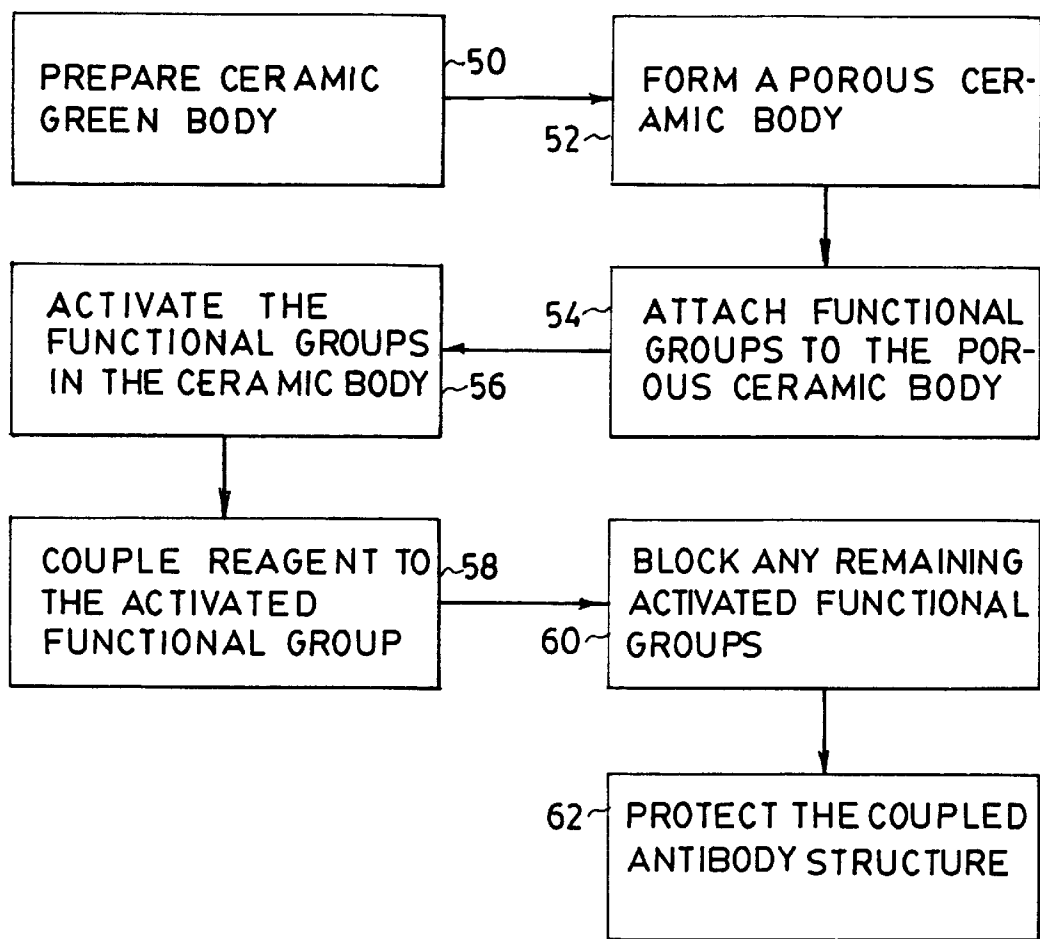 PREPARE CERAMIC
GREEN BODY
50
FORM A POROUS CER-
AMIC BODY
52
ATTACH FUNCTIONAL
GROUPS TO THE POR-
OUS CERAMIC BODY
54
ACTIVATE THE
FUNCTIONAL GROUPS
IN THE CERAMIC BODY
56
COUPLE REAGENT TO
THE ACTIVATED
FUNCTIONAL GROUP
58
BLOCK ANY REMAINING
ACTIVATED FUNCTIONAL
GROUPS
60
PROTECT THE COUPLED
ANTIBODY STRUCTURE
62